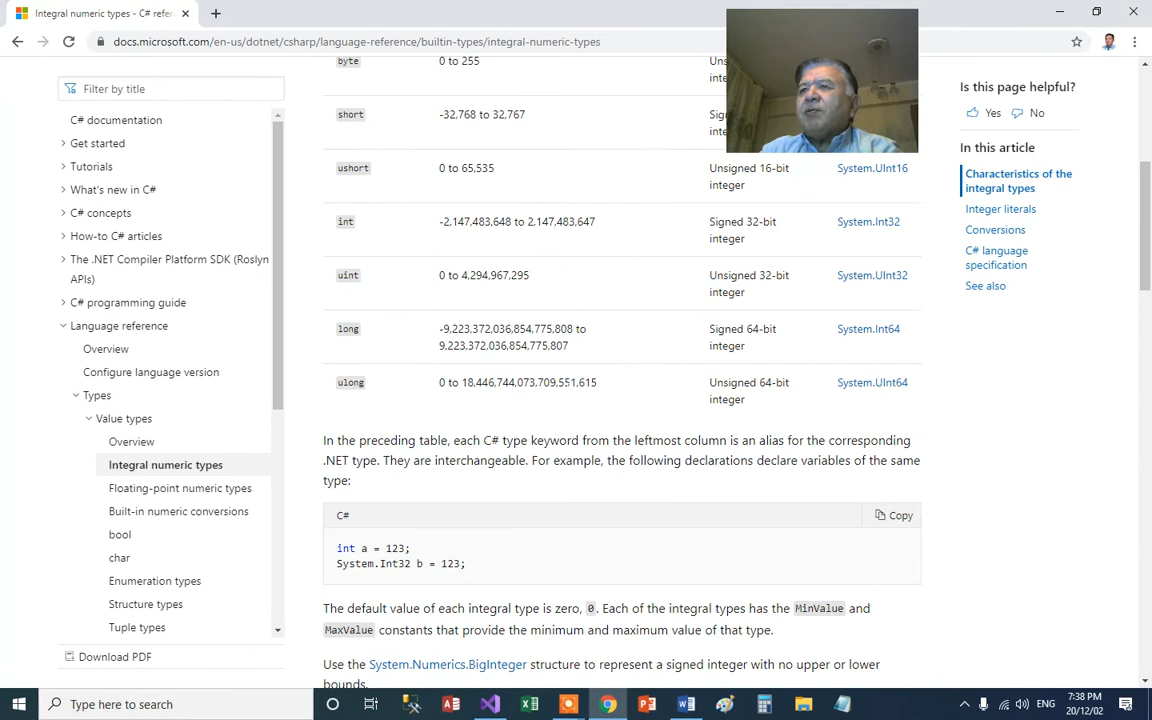 Integral numeric types - C# refer
docs.microsoft.com/en-us/dotnet/csharp/language-reference/builtin-types/integral-numeric-types
Filter by title
C# documentation
Get started
Tutorials
What's new in C#
C# concepts
How-to C# articles
The .NET Compiler Platform SDK (Roslyn
APIs)
C# programming guide
Language reference
Overview
Configure language version
Types
Value types
Overview
Integral numeric types
Floating-point numeric types
Built-in numeric conversions
bool
char
Enumeration types
Structure types
Tuple types
Download PDF
byte 0 to 255
short -32,768 to 32,767
ushort 0 to 65,535 Unsigned 16-bit System.UInt16
integer
int -2,147,483,648 to 2,147,483,647 Signed 32-bit System.Int32
integer
uint 0 to 4,294,967,295 Unsigned 32-bit System.UInt32
integer
long -9,223,372,036,854,775,808 to Signed 64-bit System.Int64
9,223,372,036,854,775,807 integer
ulong 0 to 18,446,744,073,709,551,615 Unsigned 64-bit System.UInt64
integer
In the preceding table, each C# type keyword from the leftmost column is an alias for the corresponding
.NET type. They are interchangeable. For example, the following declarations declare variables of the same
type:
C# Copy
int a = 123;
System.Int32 b = 123;
The default value of each integral type is zero, 0. Each of the integral types has the MinValue and
MaxValue constants that provide the minimum and maximum value of that type.
Use the System.Numerics.BigInteger structure to represent a signed integer with no upper or lower
bounds.
Is this page helpful?
Yes No
In this article
Characteristics of the
integral types
Integer literals
Conversions
C# language
specification
See also
Type here to search
ENG
7:38 PM
20/12/02